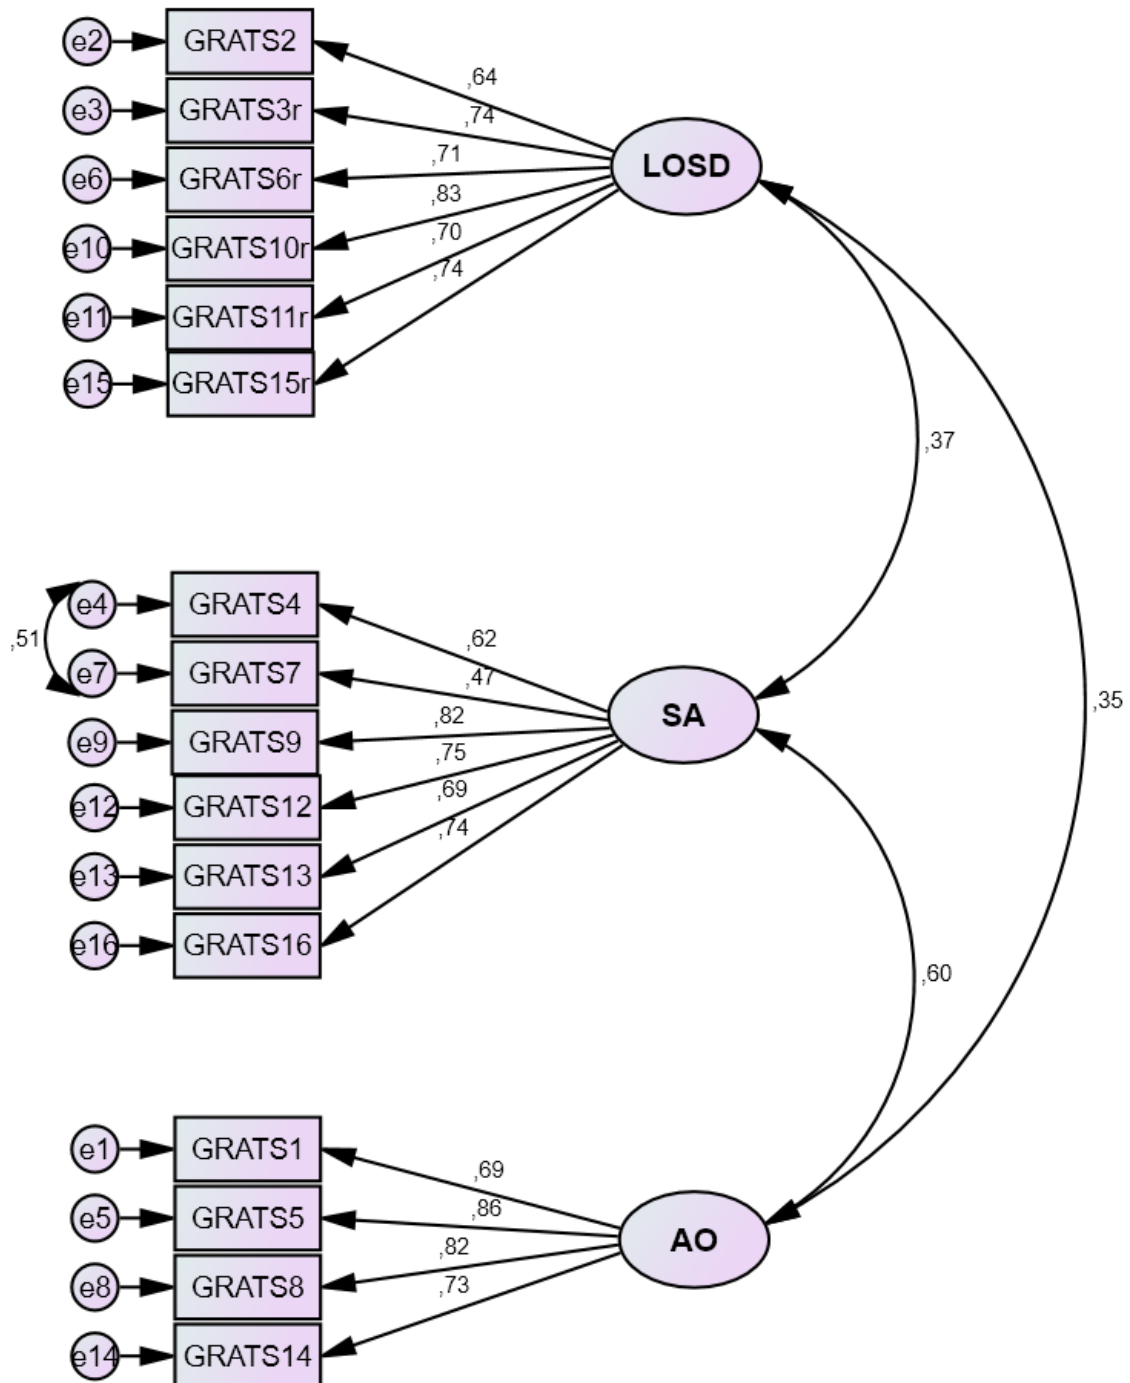 e2 GRATS2
,64
e3 GRATS3r
,74
LOSD
e6 GRATS6r
,71
,83
e10 GRATS10r
,70
e11 GRATS11r
,74
e15 GRATS15r
,37
,51
e4 GRATS4
,62
e7 GRATS7
,47
,35
SA
e9 GRATS9
,82
,75
e12 GRATS12
,69
e13 GRATS13
,74
e16 GRATS16
,60
e1 GRATS1
,69
e5 GRATS5
,86
AO
,82
e8 GRATS8
,73
e14 GRATS14